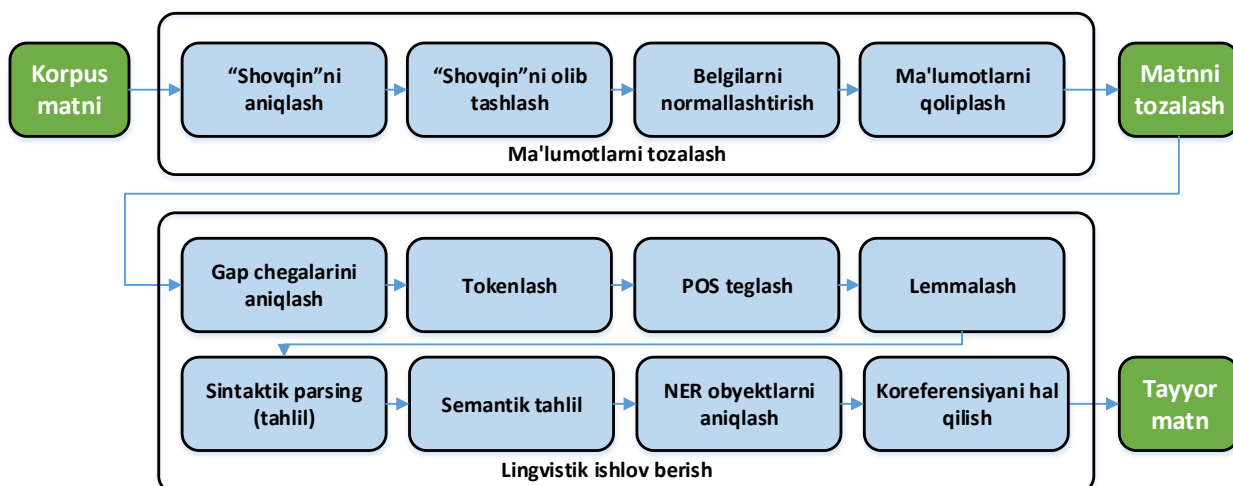 Korpus
matni
“Shovqin”ni
aniqlash
“Shovqin”ni olib
tashlash
Belgilarni
normallashtirish
Ma'lumotlarni
qoliplash
Matnni
tozalash
Ma'lumotlarni tozalash
Gap chegalarini
aniqlash
Tokenlash
POS teglash
Lemmalash
Sintaktik parsing
(tahlil)
Semantik tahlil
NER obyektlarni
aniqlash
Koreferensiyani hal
qilish
Tayyor
matn
Lingvistik ishlov berish